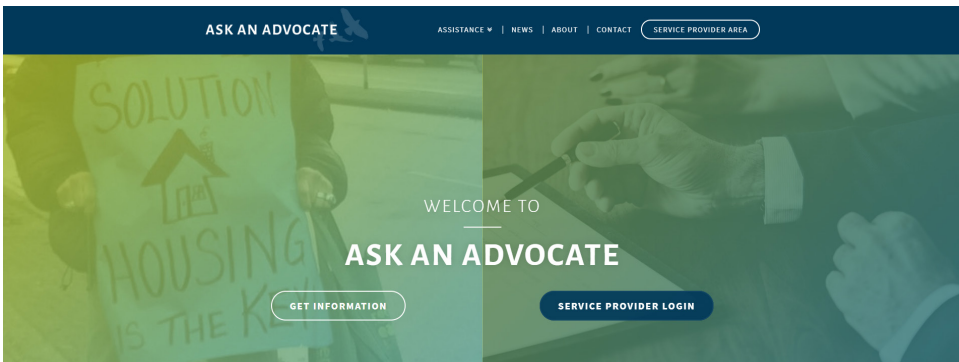 ASK AN ADVOCATE
ASSISTANCE | NEWS | ABOUT | CONTACT SERVICE PROVIDER AREA
SOLUTION
HOUSING
IS THE KEY
WELCOME TO
ASK AN ADVOCATE
GET INFORMATION
SERVICE PROVIDER LOGIN